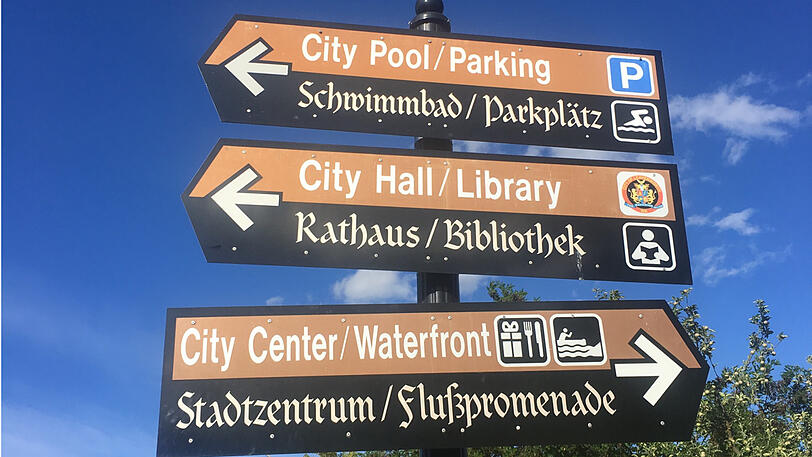 City Pool/Parking
P
Schwimmbad/Parkplätz
City Hall/Library
Rathaus/Bibliothek
City Center/Waterfront
Stadtzentrum/Flußpromenade